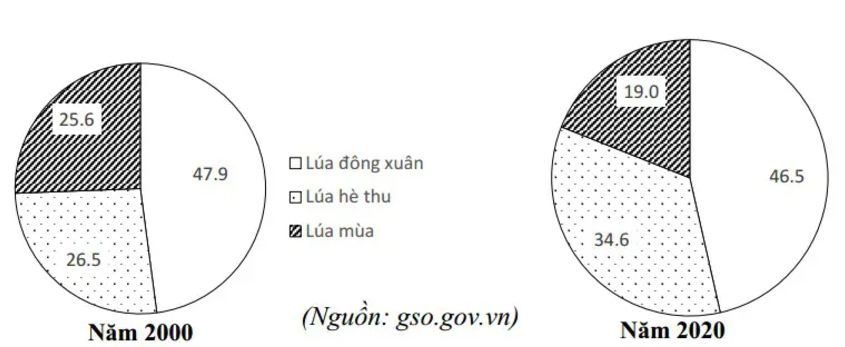 25.6
47.9
26.5
Năm 2000
Lúa đông xuân
Lúa hè thu
Lúa mùa
(Nguồn: gso.gov.vn)
19.0
46.5
34.6
Năm 2020